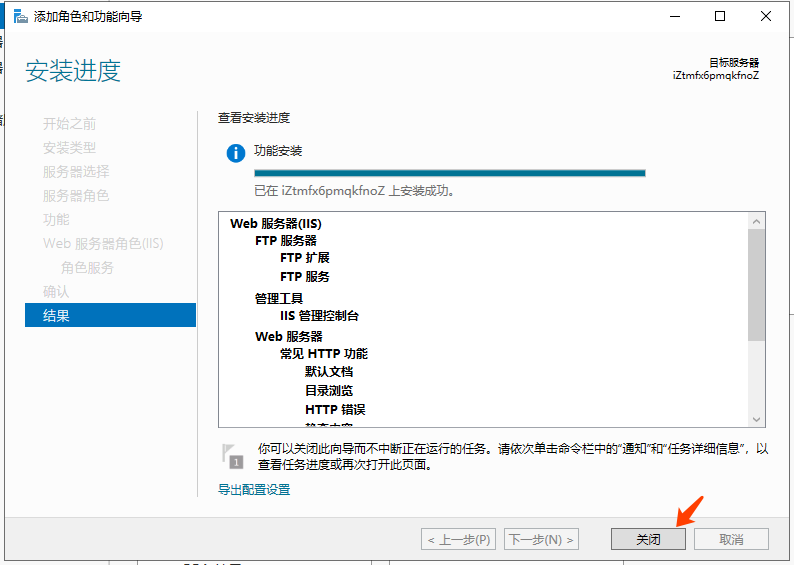 添加角色和功能向导
安装进度
目标服务器
iZtmfx6pmqkfnoZ
开始之前
安装类型
服务器选择
服务器角色
功能
Web 服务器角色(IIS)
角色服务
确认
结果
查看安装进度
功能安装
已在 iZtmfx6pmqkfnoZ 上安装成功。
Web 服务器(IIS)
FTP 服务器
FTP 扩展
FTP 服务
管理工具
IIS 管理控制台
Web 服务器
常见 HTTP 功能
默认文档
目录浏览
HTTP 错误
1
你可以关闭此向导而不中断正在运行的任务。请依次单击命令栏中的“通知”和“任务详细信息”，以
查看任务进度或再次打开此页面。
导出配置设置
< 上一步(P)
下一步(N) >
关闭
取消